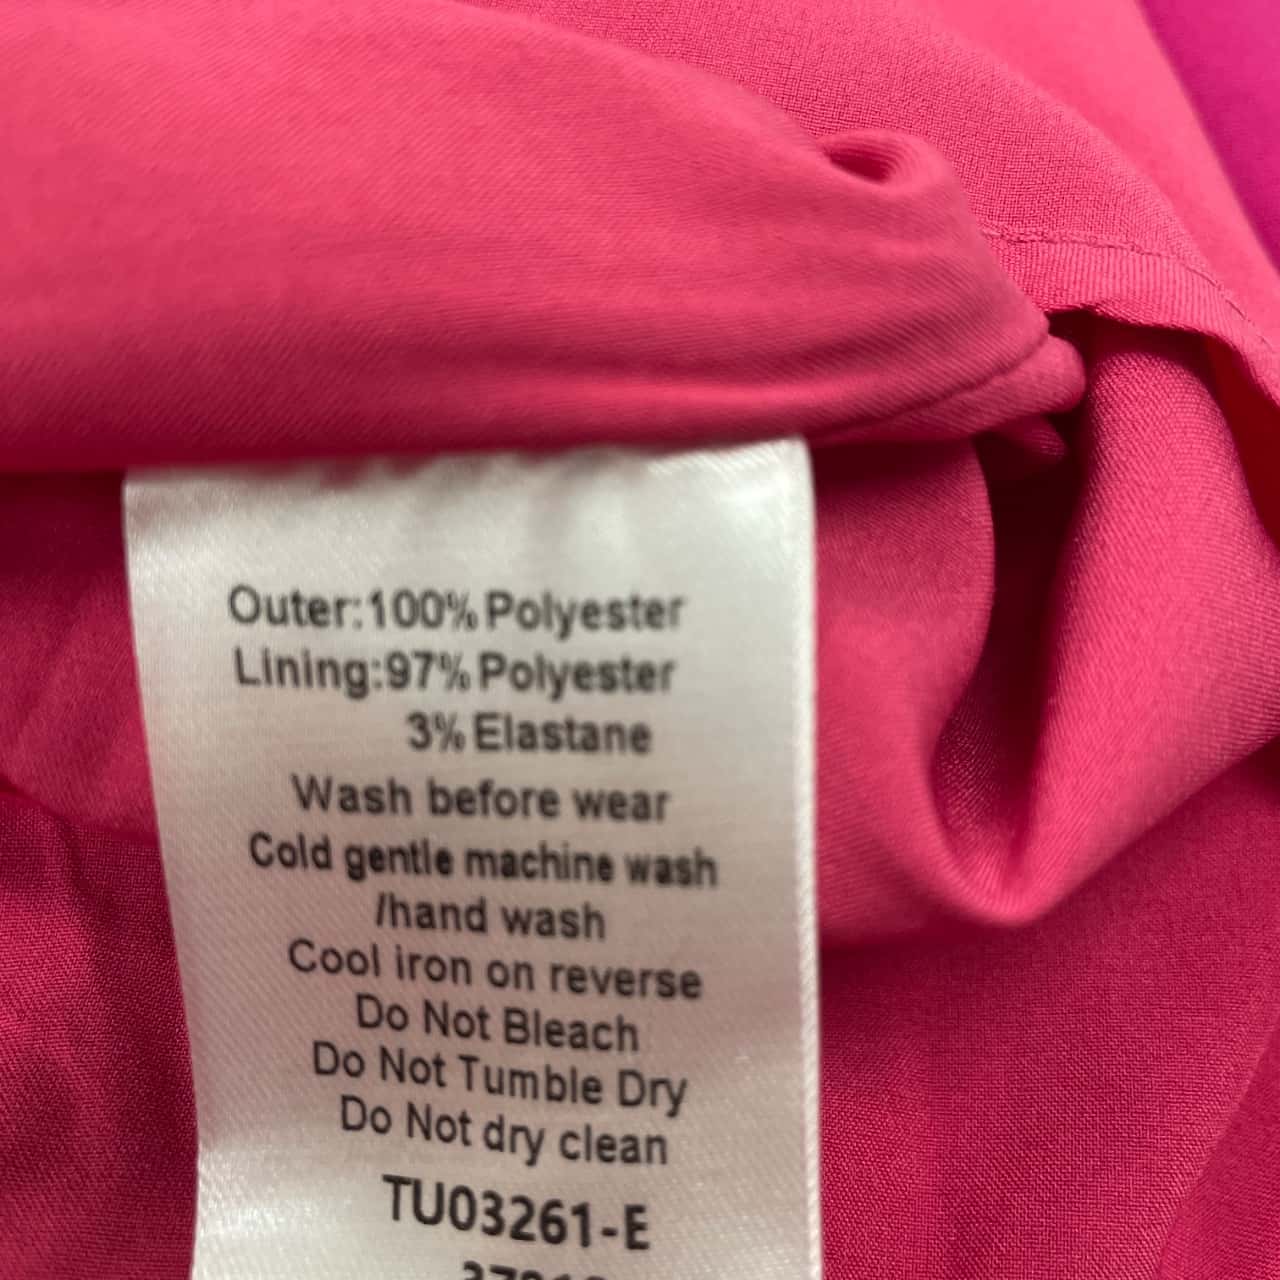 Outer:100% Polyester
Lining:97% Polyester
3% Elastane
Wash before wear
Cold gentle machine wash
/hand wash
Cool iron on reverse
Do Not Bleach
Do Not Tumble Dry
Do Not dry clean
TU03261-E